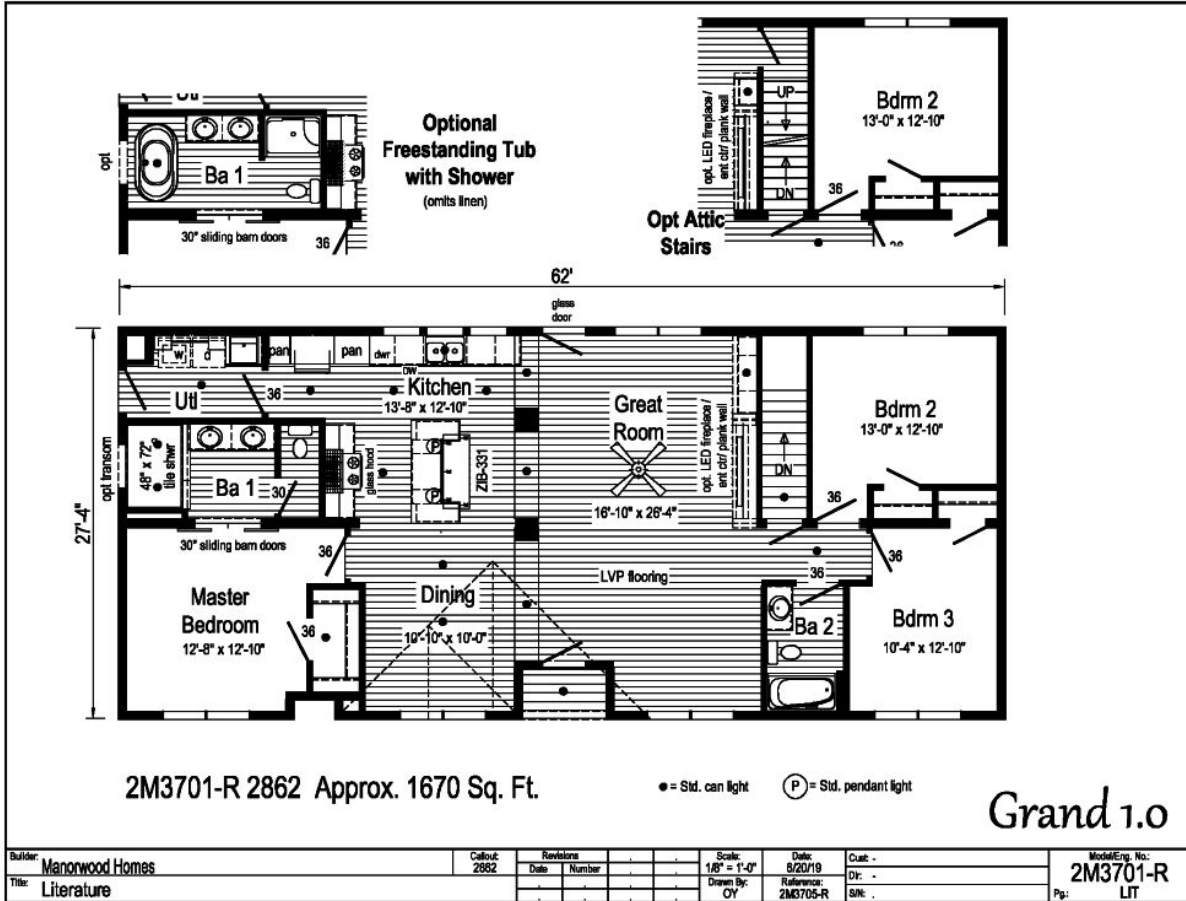 Utl
Optional
Freestanding Tub
with Shower
(omits linen)
opt
Ba 1
30" sliding barn doors
36
opt. LED fireplace /
ent ctr/ plank wall
UP
DN
Bdrm 2
13'-0" x 12'-10"
36
Opt Attic
Stairs
36
62'
glass
door
27'-4"
w
d
pan
pan
dwr
DW
Utl
36
Kitchen
13'-8" x 12'-10"
Great
Room
16'-10" x 26'-4"
opt. LED fireplace /
ent ctr/ plank wall
DN
Bdrm 2
13'-0" x 12'-10"
36
opt transom
48" x 72"
tile shwr
Ba 1
30
glass hood
P
P
ZIB-331
30" sliding barn doors
36
LVP flooring
36
36
Master
Bedroom
12'-8" x 12'-10"
36
Dining
10'-10" x 10'-0"
Ba 2
Bdrm 3
10'-4" x 12'-10"
2M3701-R 2862 Approx. 1670 Sq. Ft.
= Std. can light
P = Std. pendant light
Grand 1.0
Builder: Manorwood Homes
Title: Literature
Callout: 2862
Revisions
Date Number
Scale: 1/8" = 1'-0"
Drawn By: OY
Date: 6/20/19
Reference: 2M3705-R
Cust: -
Dir: -
S/N: .
Model/Eng. No.:
2M3701-R
Pg.: LIT